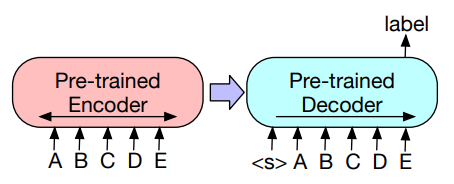 label
Pre-trained
Encoder
Pre-trained
Decoder
A B C D E
<s> A B C D E